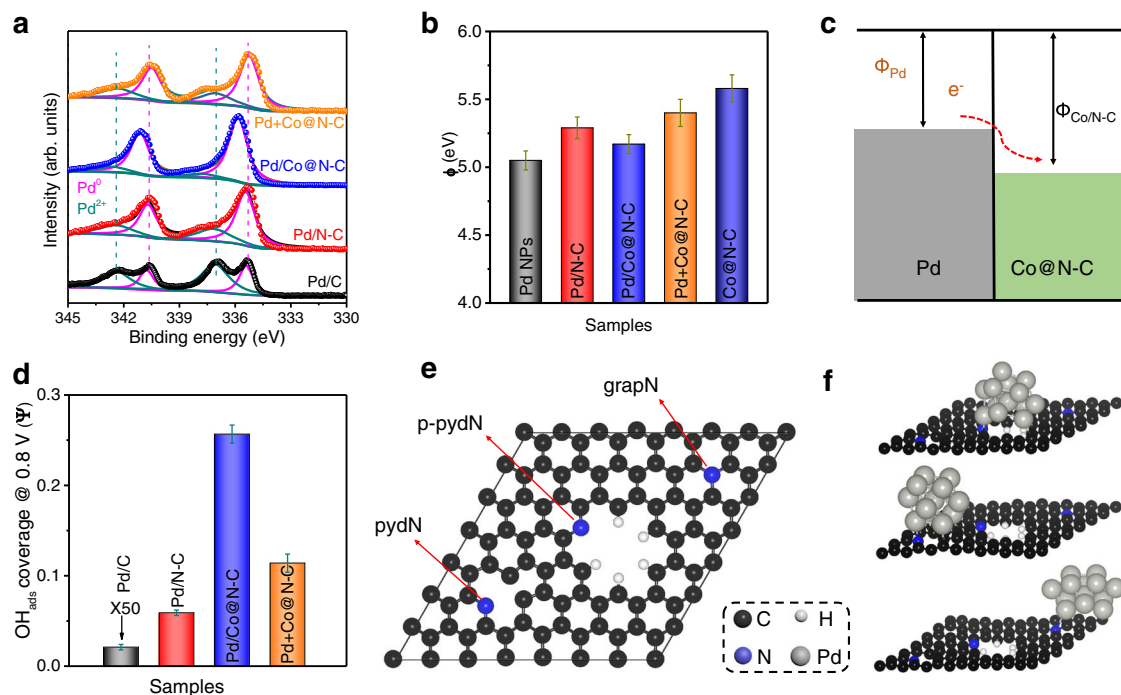 a
Intensity (arb. units)
Pd+Co@N-C
Pd/Co@N-C
Pd⁰
Pd²⁺
Pd/N-C
Pd/C
345 342 339 336 333 330
Binding energy (eV)
b
ϕ (eV)
6.0
5.5
5.0
4.5
4.0
Pd NPs
Pd/N-C
Pd/Co@N-C
Pd+Co@N-C
Co@N-C
Samples
c
Φ_Pd
e⁻
Φ_Co/N-C
Pd
Co@N-C
d
OH_ads coverage @ 0.8 V (Ψ)
0.3
0.2
0.1
0.0
X50
Pd/C
Pd/N-C
Pd/Co@N-C
Pd+Co@N-C
Samples
e
grapN
p-pydN
pydN
C H
N Pd
f